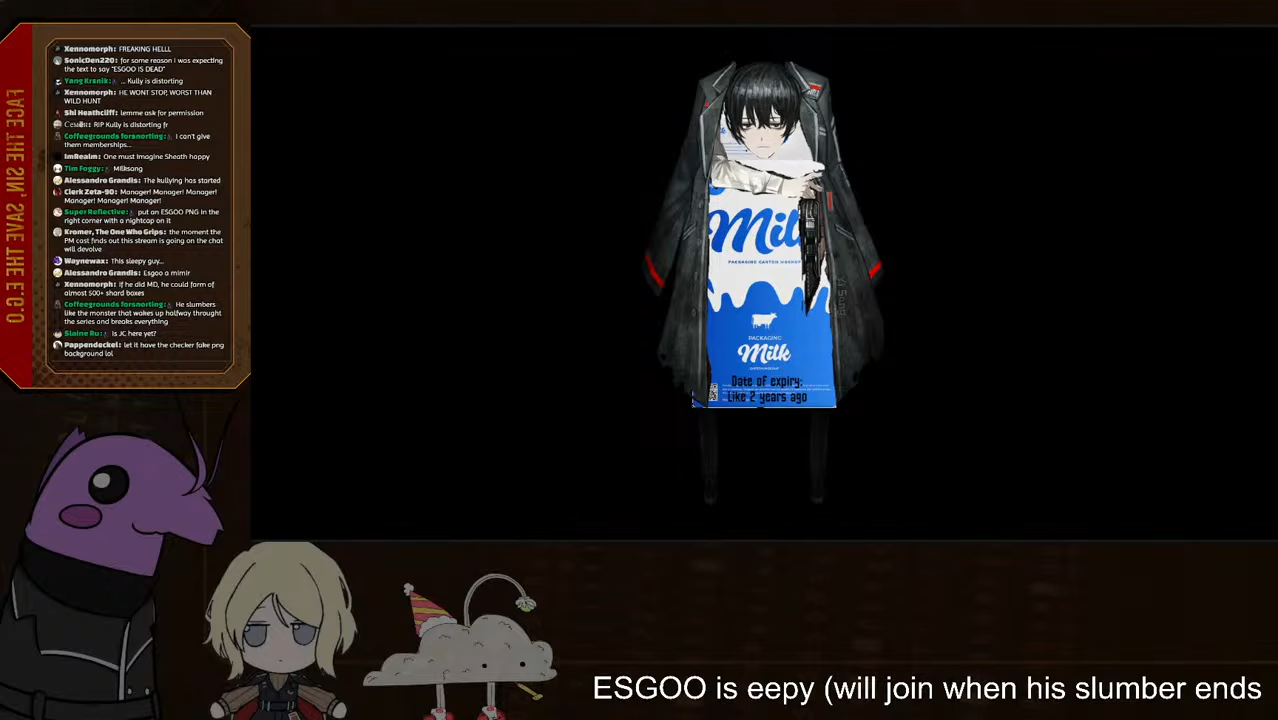 FACE THE SIN, SAVE THE E.G.O
Xennomorph: FREAKING HELLL
SonicDen220: for some reason I was expecting
the text to say "ESGOO IS DEAD"
Yang Krsnik: ... Kully is distorting
Xennomorph: HE WONT STOP, WORST THAN
WILD HUNT
Shi Heathcliff: lemme ask for permission
RIP Kully is distorting fr
Coffeegrounds forsnorting: I can't give
them memberships...
ImRealm: One must Imagine Sheath happy
Tim Foggy: Milksang
Alessandro Grandis: The kullying has started
Clerk Zeta-90: Manager! Manager! Manager!
Manager! Manager! Manager!
Super Reflective: put an ESGOO PNG in the
right corner with a nightcap on it
Kromer, The One Who Grips: the moment the
PM cast finds out this stream is going on the chat
will devolve
Waynewax: This sleepy guy...
Alessandro Grandis: Esgoo a mimir
Xennomorph: If he did MD, he could farm of
almost 500+ shard boxes
Coffeegrounds forsnorting: He slumbers
like the monster that wakes up halfway throught
the series and breaks everything
Slaine Ru: Is JC here yet?
Pappendeckel: let it have the checker fake png
background lol
Milk
PACKAGING CARTON MOCKUP
Yi Sang
PACKAGING
Milk
Date of expiry:
Like 2 years ago
ESGOO is eepy (will join when his slumber ends